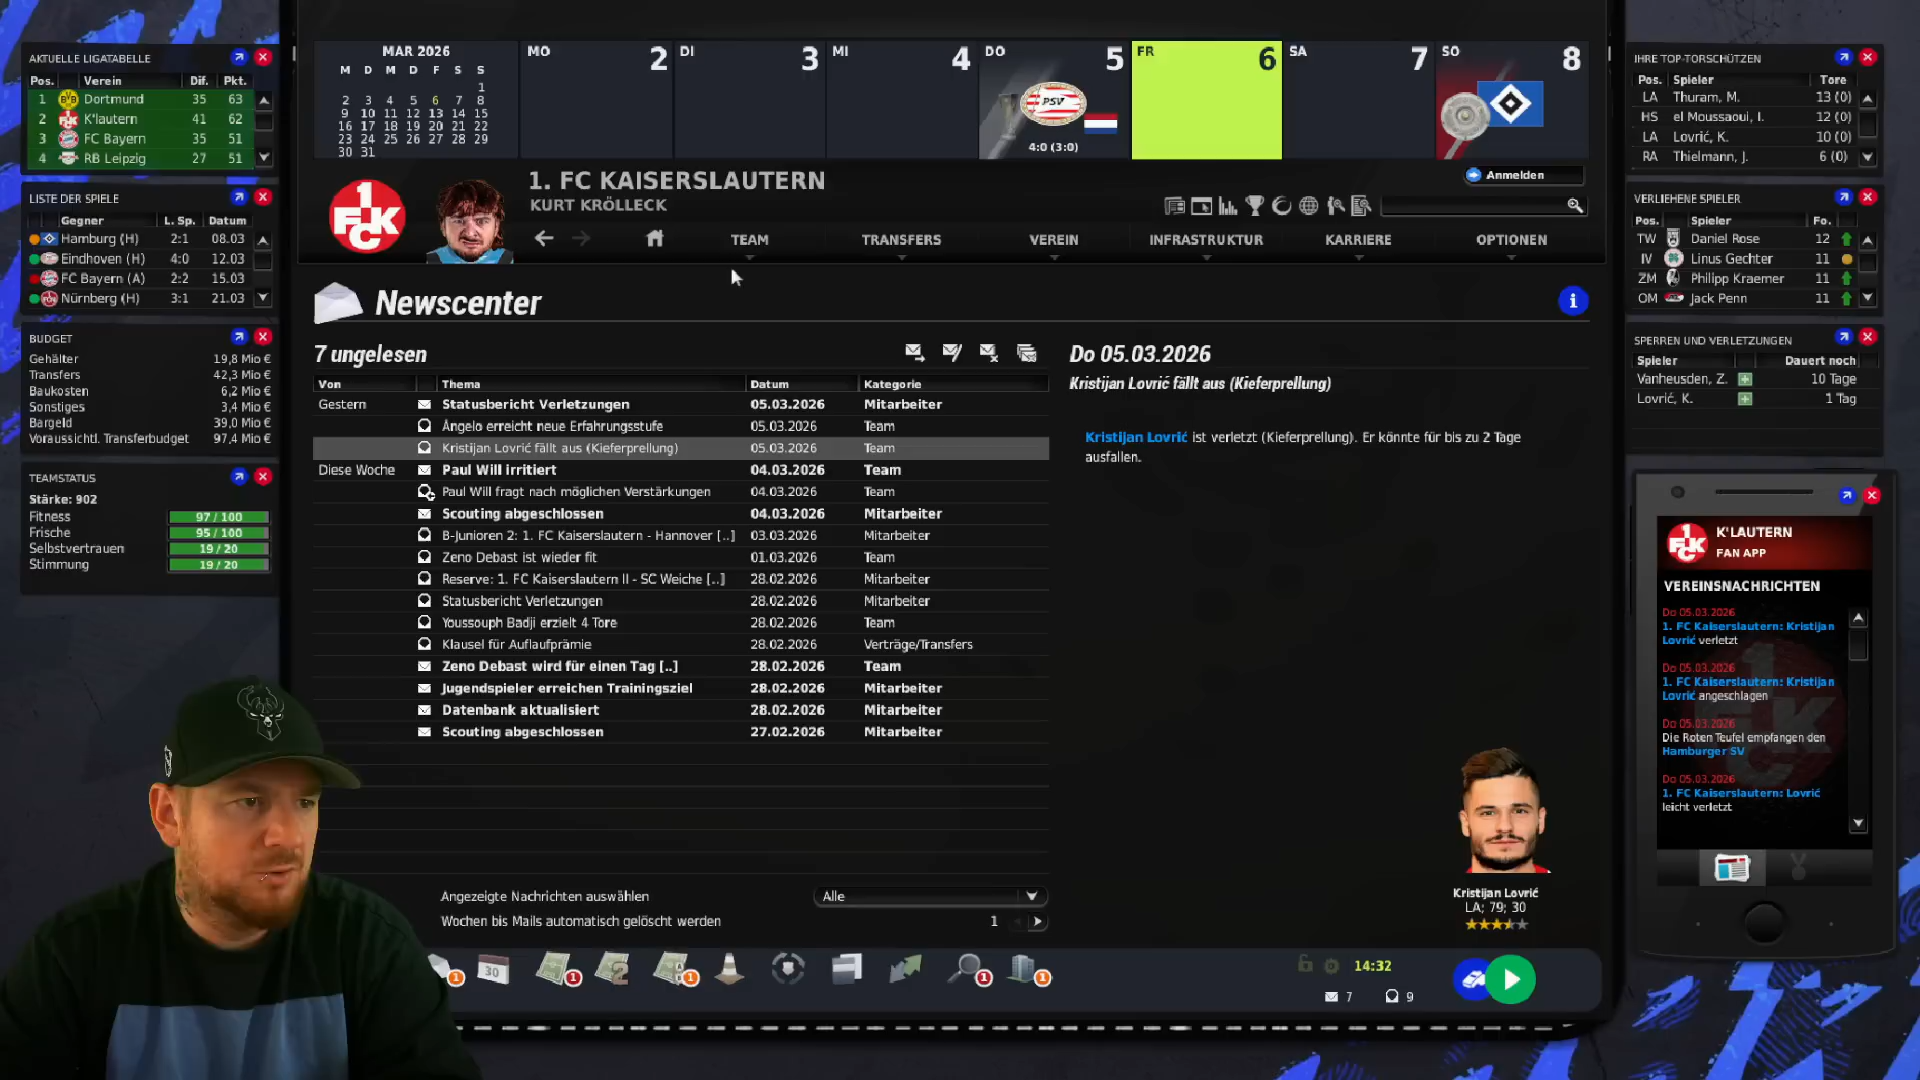 AKTUELLE LIGATABELLE
Pos. Verein Dif. Pkt.
1 Dortmund 35 63
2 K'lautern 41 62
3 FC Bayern 35 51
4 RB Leipzig 27 51
LISTE DER SPIELE
Gegner L. Sp. Datum
Hamburg (H) 2:1 08.03
Eindhoven (H) 4:0 12.03
FC Bayern (A) 2:2 15.03
Nürnberg (H) 3:1 21.03
BUDGET
Gehälter 19,8 Mio €
Transfers 42,3 Mio €
Baukosten 6,2 Mio €
Sonstiges 3,4 Mio €
Bargeld 39,0 Mio €
Voraussichtl. Transferbudget 97,4 Mio €
TEAMSTATUS
Stärke: 902
Fitness 97 / 100
Frische 95 / 100
Selbstvertrauen 19 / 20
Stimmung 19 / 20
MAR 2026
M D M D F S S
1
2 3 4 5 6 7 8
9 10 11 12 13 14 15
16 17 18 19 20 21 22
23 24 25 26 27 28 29
30 31
MO 2
DI 3
MI 4
DO 5
PSV
4:0 (3:0)
FR 6
SA 7
SO 8
1. FC KAISERSLAUTERN
KURT KRÖLLECK
Anmelden
TEAM TRANSFERS VEREIN INFRASTRUKTUR KARRIERE OPTIONEN
Newscenter
7 ungelesen
Von Thema Datum Kategorie
Gestern Statusbericht Verletzungen 05.03.2026 Mitarbeiter
Ângelo erreicht neue Erfahrungsstufe 05.03.2026 Team
Kristijan Lovrić fällt aus (Kieferprellung) 05.03.2026 Team
Diese Woche Paul Will irritiert 04.03.2026 Team
Paul Will fragt nach möglichen Verstärkungen 04.03.2026 Team
Scouting abgeschlossen 04.03.2026 Mitarbeiter
B-Junioren 2: 1. FC Kaiserslautern - Hannover [..] 03.03.2026 Mitarbeiter
Zeno Debast ist wieder fit 01.03.2026 Team
Reserve: 1. FC Kaiserslautern II - SC Weiche [..] 28.02.2026 Mitarbeiter
Statusbericht Verletzungen 28.02.2026 Mitarbeiter
Youssouph Badji erzielt 4 Tore 28.02.2026 Team
Klausel für Auflaufprämie 28.02.2026 Verträge/Transfers
Zeno Debast wird für einen Tag [..] 28.02.2026 Team
Jugendspieler erreichen Trainingsziel 28.02.2026 Mitarbeiter
Datenbank aktualisiert 28.02.2026 Mitarbeiter
Scouting abgeschlossen 27.02.2026 Mitarbeiter
Angezeigte Nachrichten auswählen Alle
Wochen bis Mails automatisch gelöscht werden 1
Do 05.03.2026
Kristijan Lovrić fällt aus (Kieferprellung)
Kristijan Lovrić ist verletzt (Kieferprellung). Er könnte für bis zu 2 Tage
ausfallen.
Kristijan Lovrić
LA; 79; 30
1 30 1 2 1 1 1
14:32
7 9
IHRE TOP-TORSCHÜTZEN
Pos. Spieler Tore
LA Thuram, M. 13 (0)
HS el Moussaoui, I. 12 (0)
LA Lovrić, K. 10 (0)
RA Thielmann, J. 6 (0)
VERLIEHENE SPIELER
Pos. Spieler Fo.
TW Daniel Rose 12
IV Linus Gechter 11
ZM Philipp Kraemer 11
OM Jack Penn 11
SPERREN UND VERLETZUNGEN
Spieler Dauert noch
Vanheusden, Z. 10 Tage
Lovrić, K. 1 Tag
K'LAUTERN
FAN APP
VEREINSNACHRICHTEN
Do 05.03.2026
1. FC Kaiserslautern: Kristijan
Lovrić verletzt
Do 05.03.2026
1. FC Kaiserslautern: Kristijan
Lovrić angeschlagen
Do 05.03.2026
Die Roten Teufel empfangen den
Hamburger SV
Do 05.03.2026
1. FC Kaiserslautern: Lovrić
leicht verletzt